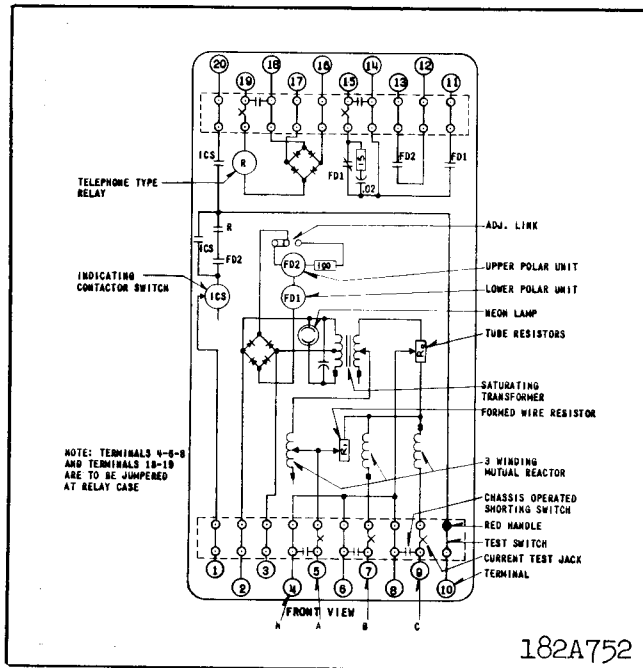 20 19 18 17 16 15 14 13 12 11
ICS
R
FD1
15
.02
FD2
FD1
TELEPHONE TYPE
RELAY
R
ICS
FD2
ADJ. LINK
FD2
100
UPPER POLAR UNIT
INDICATING
CONTACTOR SWITCH
ICS
FD1
LOWER POLAR UNIT
NEON LAMP
TUBE RESISTORS
SATURATING
TRANSFORMER
FORMED WIRE RESISTOR
NOTE: TERMINALS 4-6-8
AND TERMINALS 18-19
ARE TO BE JUMPERED
AT RELAY CASE
3 WINDING
MUTUAL REACTOR
CHASSIS OPERATED
SHORTING SWITCH
RED HANDLE
TEST SWITCH
CURRENT TEST JACK
TERMINAL
1 2 3 4 5 6 7 8 9 10
FRONT VIEW
N A B C
182A752